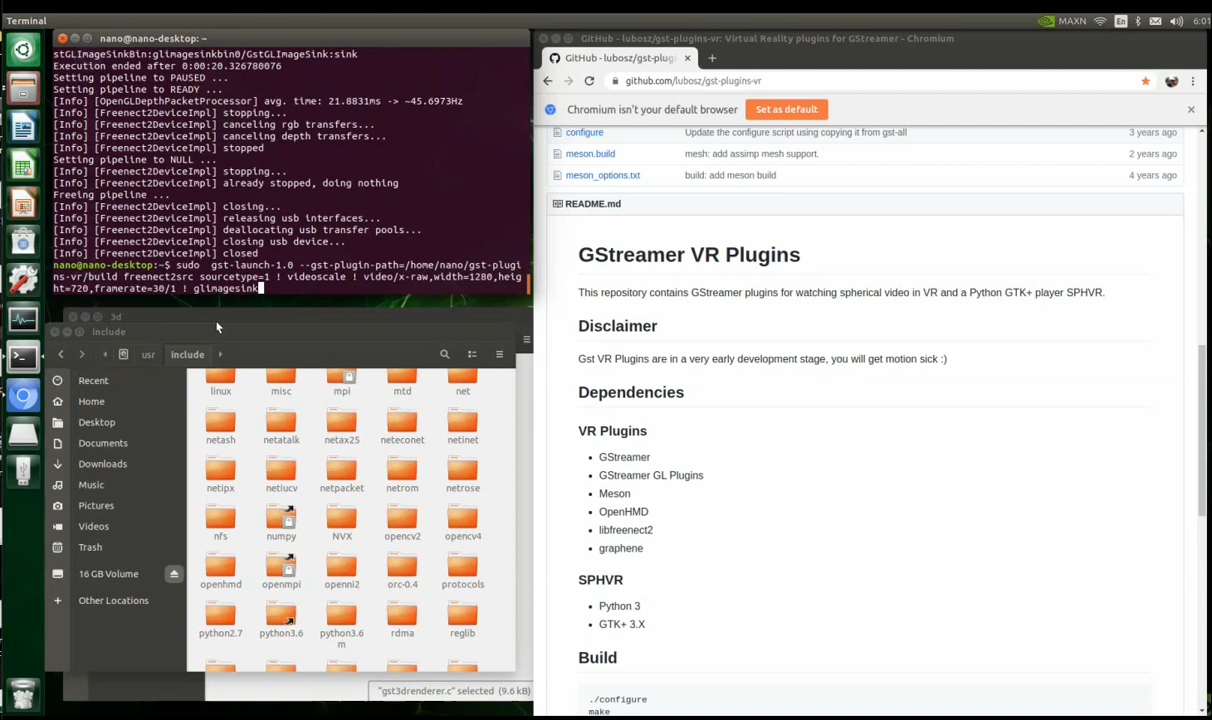 Terminal
MAXN
En
6:01
nano@nano-desktop: ~
stGLImageSinkBin:glimagesinkbin0/GstGLImageSink:sink
Execution ended after 0:00:20.326780076
Setting pipeline to PAUSED ...
Setting pipeline to READY ...
[Info] [OpenGLDepthPacketProcessor] avg. time: 21.8831ms -> ~45.6973Hz
[Info] [Freenect2DeviceImpl] stopping...
[Info] [Freenect2DeviceImpl] canceling rgb transfers...
[Info] [Freenect2DeviceImpl] canceling depth transfers...
[Info] [Freenect2DeviceImpl] stopped
Setting pipeline to NULL ...
[Info] [Freenect2DeviceImpl] stopping...
[Info] [Freenect2DeviceImpl] already stopped, doing nothing
Freeing pipeline ...
[Info] [Freenect2DeviceImpl] closing...
[Info] [Freenect2DeviceImpl] releasing usb interfaces...
[Info] [Freenect2DeviceImpl] deallocating usb transfer pools...
[Info] [Freenect2DeviceImpl] closing usb device...
[Info] [Freenect2DeviceImpl] closed
nano@nano-desktop:~$ sudo  gst-launch-1.0 --gst-plugin-path=/home/nano/gst-plugi
ns-vr/build freenect2src sourcetype=1 ! videoscale ! video/x-raw,width=1280,heig
ht=720,framerate=30/1 ! glimagesink
3d
include
usr
include
Recent
Home
Desktop
Documents
Downloads
Music
Pictures
Videos
Trash
16 GB Volume
Other Locations
linux misc mpi mtd net
netash netatalk netax25 neteconet netinet
netipx netiucv netpacket netrom netrose
nfs numpy NVX opencv2 opencv4
openhmd openmpi openni2 orc-0.4 protocols
python2.7 python3.6 python3.6m rdma reglib
"gst3drenderer.c" selected (9.6 kB)
GitHub - lubosz/gst-plugins-vr: Virtual Reality plugins for GStreamer - Chromium
GitHub - lubosz/gst-plug
github.com/lubosz/gst-plugins-vr
Chromium isn't your default browser
Set as default
configure Update the configure script using copying it from gst-all 3 years ago
meson.build mesh: add assimp mesh support. 2 years ago
meson_options.txt build: add meson build 4 years ago
README.md
GStreamer VR Plugins
This repository contains GStreamer plugins for watching spherical video in VR and a Python GTK+ player SPHVR.
Disclaimer
Gst VR Plugins are in a very early development stage, you will get motion sick :)
Dependencies
VR Plugins
GStreamer
GStreamer GL Plugins
Meson
OpenHMD
libfreenect2
graphene
SPHVR
Python 3
GTK+ 3.X
Build
./configure
make